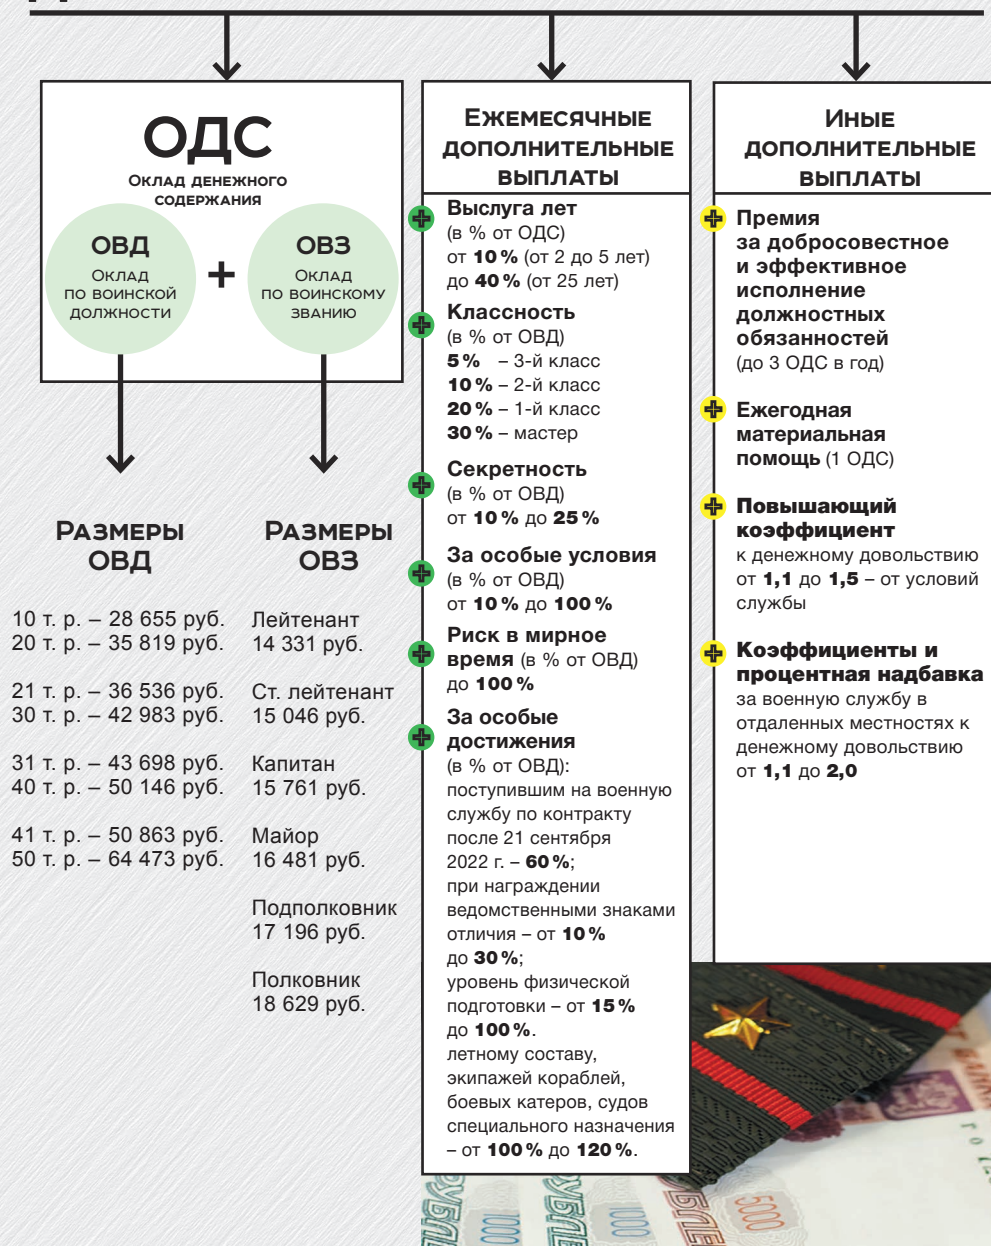 ОДС
Оклад денежного
содержания
ОВД
Оклад
по воинской
должности
+
ОВЗ
Оклад
по воинскому
званию
Размеры
ОВД
10 т. р. – 28 655 руб.
20 т. р. – 35 819 руб.
21 т. р. – 36 536 руб.
30 т. р. – 42 983 руб.
31 т. р. – 43 698 руб.
40 т. р. – 50 146 руб.
41 т. р. – 50 863 руб.
50 т. р. – 64 473 руб.
Размеры
ОВЗ
Лейтенант
14 331 руб.
Ст. лейтенант
15 046 руб.
Капитан
15 761 руб.
Майор
16 481 руб.
Подполковник
17 196 руб.
Полковник
18 629 руб.
Ежемесячные
дополнительные
выплаты
Выслуга лет
(в % от ОДС)
от 10 % (от 2 до 5 лет)
до 40 % (от 25 лет)
Классность
(в % от ОВД)
5 % – 3-й класс
10 % – 2-й класс
20 % – 1-й класс
30 % – мастер
Секретность
(в % от ОВД)
от 10 % до 25 %
За особые условия
(в % от ОВД)
от 10 % до 100 %
Риск в мирное
время (в % от ОВД)
до 100 %
За особые
достижения
(в % от ОВД):
поступившим на военную
службу по контракту
после 21 сентября
2022 г. – 60 %;
при награждении
ведомственными знаками
отличия – от 10 %
до 30 %;
уровень физической
подготовки – от 15 %
до 100 %.
летному составу,
экипажей кораблей,
боевых катеров, судов
специального назначения
– от 100 % до 120 %.
Иные
дополнительные
выплаты
Премия
за добросовестное
и эффективное
исполнение
должностных
обязанностей
(до 3 ОДС в год)
Ежегодная
материальная
помощь (1 ОДС)
Повышающий
коэффициент
к денежному довольствию
от 1,1 до 1,5 – от условий
службы
Коэффициенты и
процентная надбавка
за военную службу в
отдаленных местностях к
денежному довольствию
от 1,1 до 2,0
1000
1000
5000